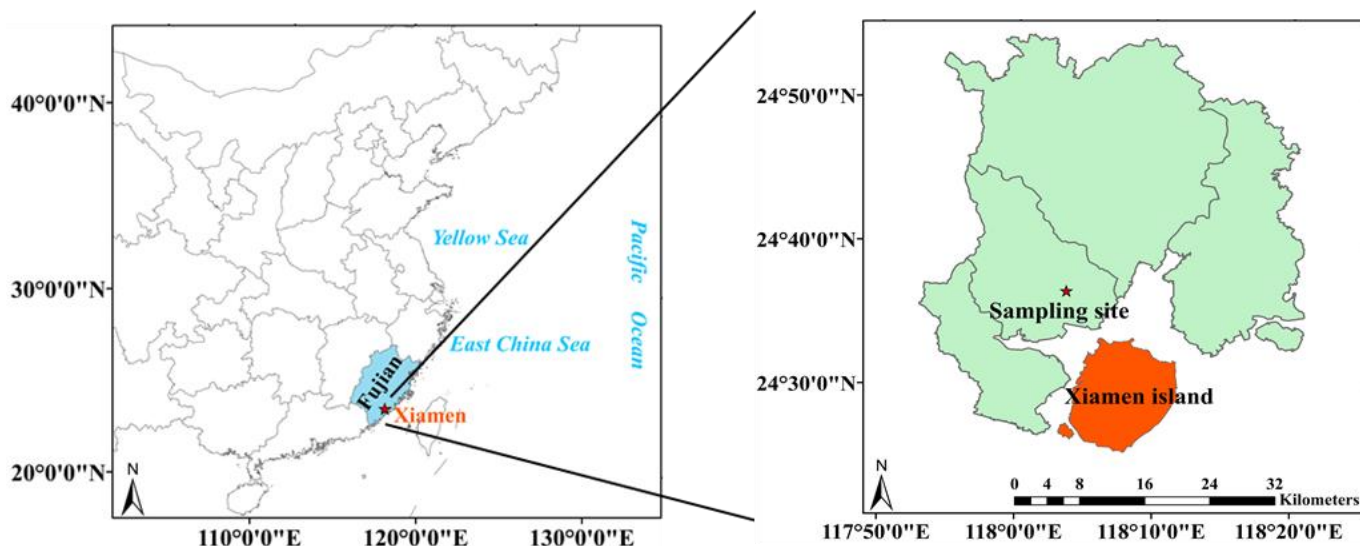 40°0'0"N
30°0'0"N
20°0'0"N
110°0'0"E
120°0'0"E
130°0'0"E
Yellow Sea
East China Sea
Pacific Ocean
Fujian
Xiamen
N
24°50'0"N
24°40'0"N
24°30'0"N
117°50'0"E
118°0'0"E
118°10'0"E
118°20'0"E
Sampling site
Xiamen island
N
0 2 4 8 16 24 32
Kilometers